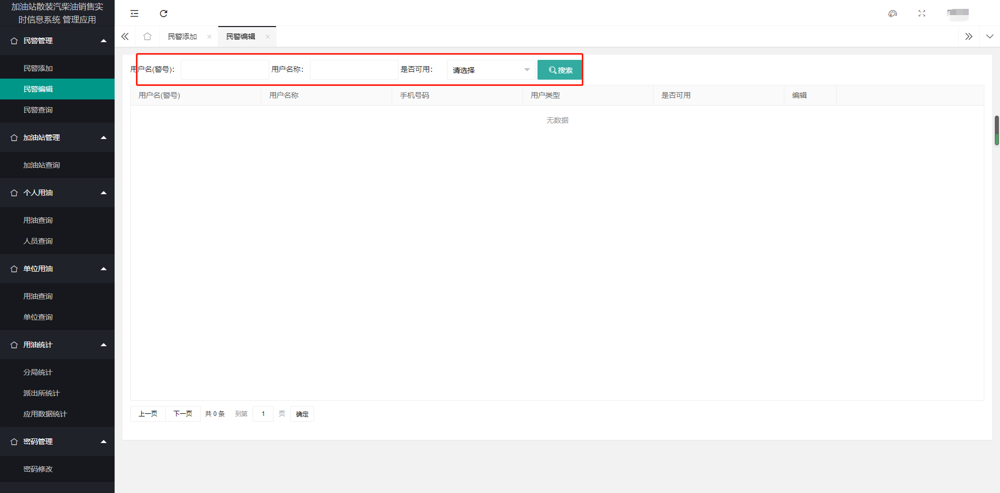 加油站散装汽柴油销售实
时信息系统 管理应用
民警管理
民警添加
民警编辑
民警查询
加油站管理
加油站查询
个人用油
用油查询
人员查询
单位用油
用油查询
单位查询
用油统计
分局统计
派出所统计
应用数据统计
密码管理
密码修改
民警添加 民警编辑
用户名(警号)： 用户名称： 是否可用： 请选择 搜索
用户名(警号) 用户名称 手机号码 用户类型 是否可用 编辑
无数据
上一页 下一页 共 0 条 到第 1 页 确定